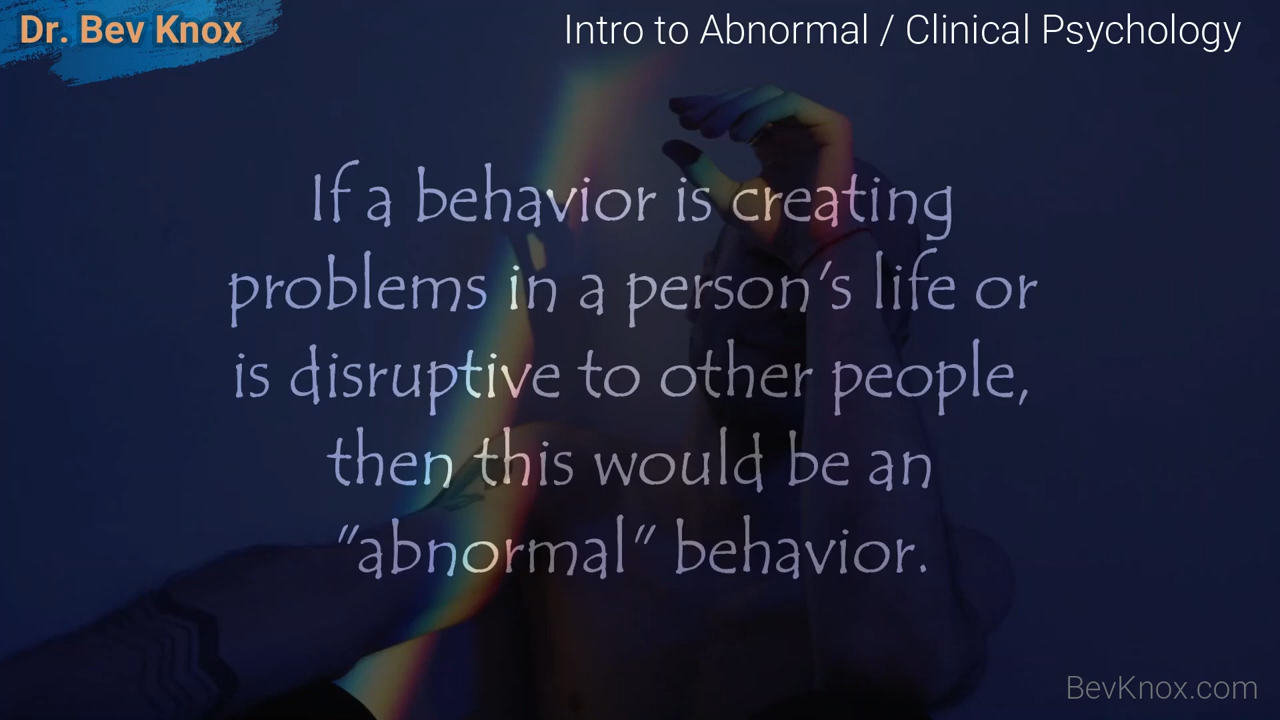 Dr. Bev Knox
Intro to Abnormal / Clinical Psychology
If a behavior is creating
problems in a person's life or
is disruptive to other people,
then this would be an
"abnormal" behavior.
BevKnox.com